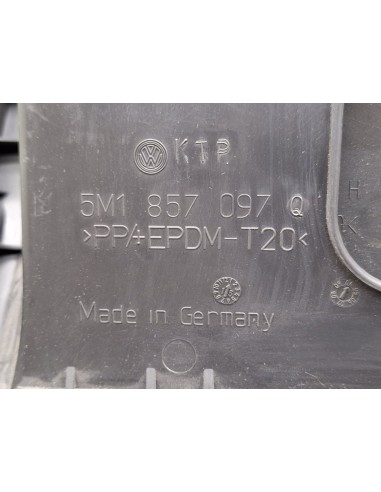 KTP
5M1 857 097 Q
>PP/+EPDM-T20<
Made in Germany
H
K